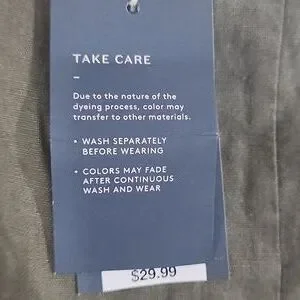 TAKE CARE
–
Due to the nature of the
dyeing process, color may
transfer to other materials.
• WASH SEPARATELY
BEFORE WEARING
• COLORS MAY FADE
AFTER CONTINUOUS
WASH AND WEAR
$29.99